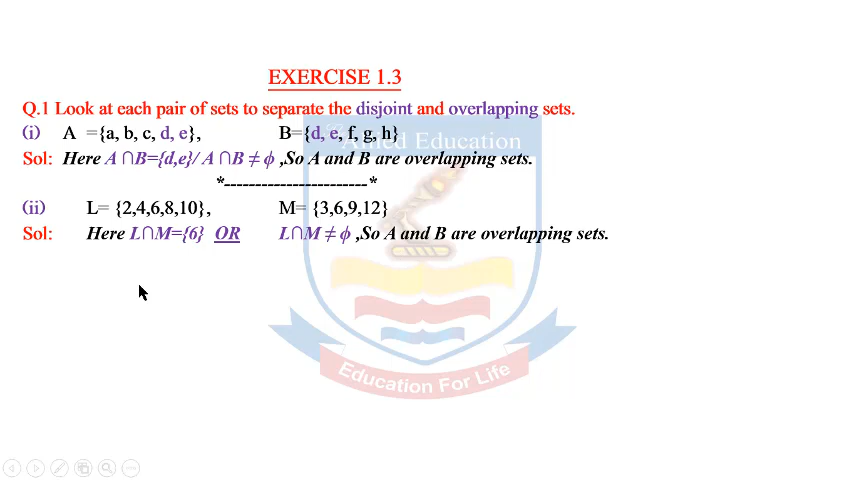 EXERCISE 1.3
Q.1 Look at each pair of sets to separate the disjoint and overlapping sets.
(i) A ={a, b, c, d, e}, B={d, e, f, g, h}
Sol: Here A ∩B={d,e}/ A ∩B ≠ ϕ ,So A and B are overlapping sets.
*-----------------------*
(ii) L= {2,4,6,8,10}, M= {3,6,9,12}
Sol: Here L∩M={6} OR L∩M ≠ ϕ ,So A and B are overlapping sets.
Allied Education
Education For Life